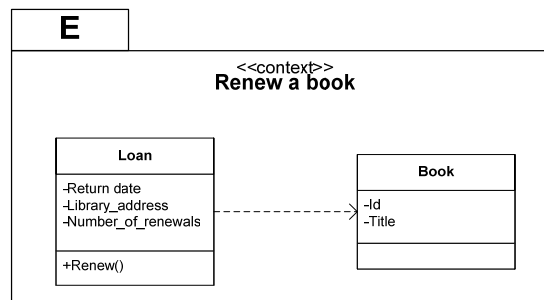 E
<<context>>
Renew a book
Loan
-Return date
-Library_address
-Number_of_renewals
+Renew()
Book
-Id
-Title